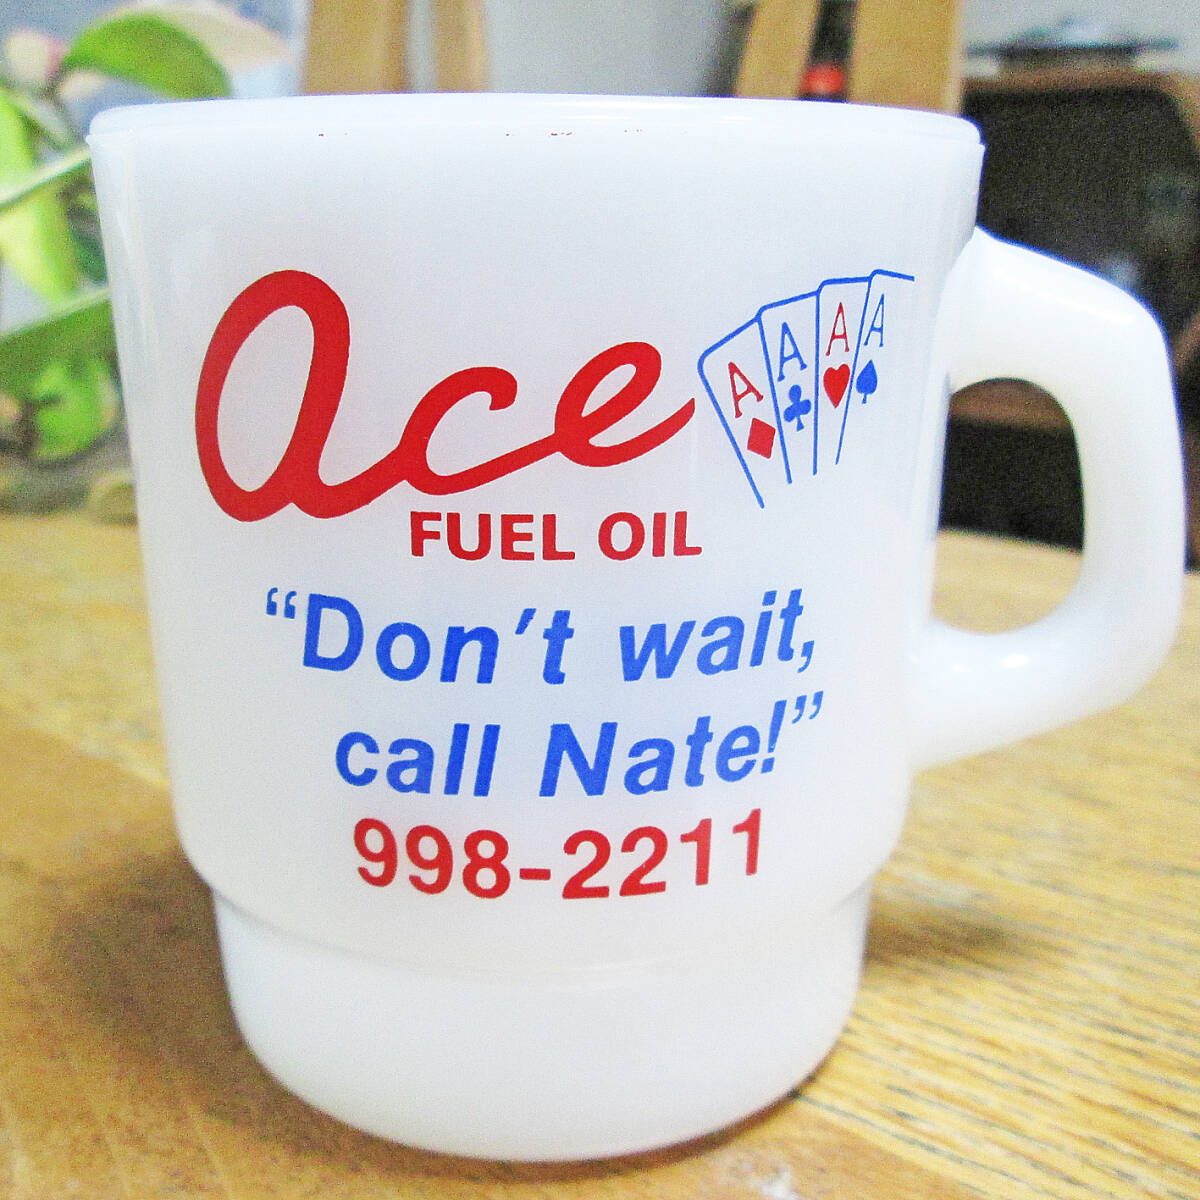 Ace
A A A A
FUEL OIL
“Don’t wait,
call Nate!”
998-2211